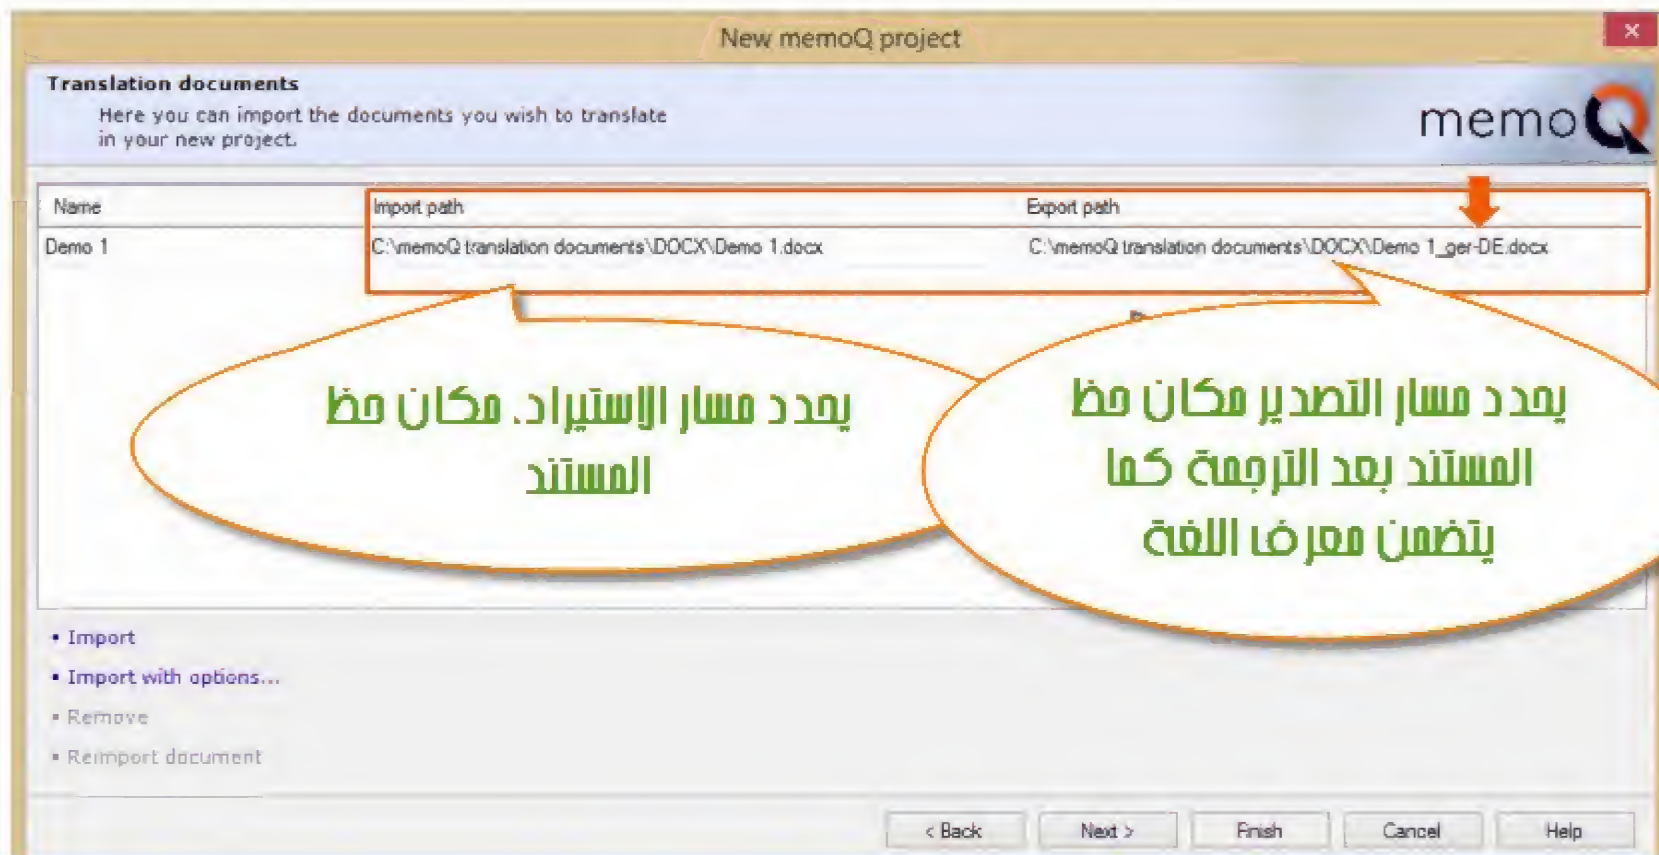 New memoQ project
Translation documents
Here you can import the documents you wish to translate
in your new project.
memoQ
Name Import path Export path
Demo 1 C:\memoQ translation documents\DOCX\Demo 1.docx C:\memoQ translation documents\DOCX\Demo 1_ger-DE.docx
يحدد مسار الاستيراد، مكان حظ
المستند
يحدد مسار التصدير مكان حظ
المستند بعد الترجمة كما
يتضمن معرف اللغة
• Import
• Import with options...
• Remove
• Reimport document
< Back Next > Finish Cancel Help